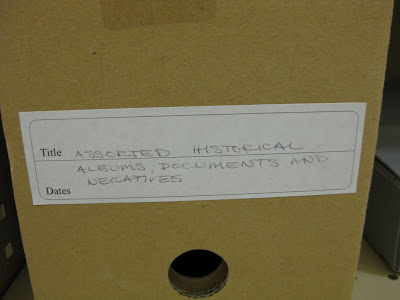 Title ASSORTED HISTORICAL
ALBUMS, DOCUMENTS AND
Dates NEGATIVES